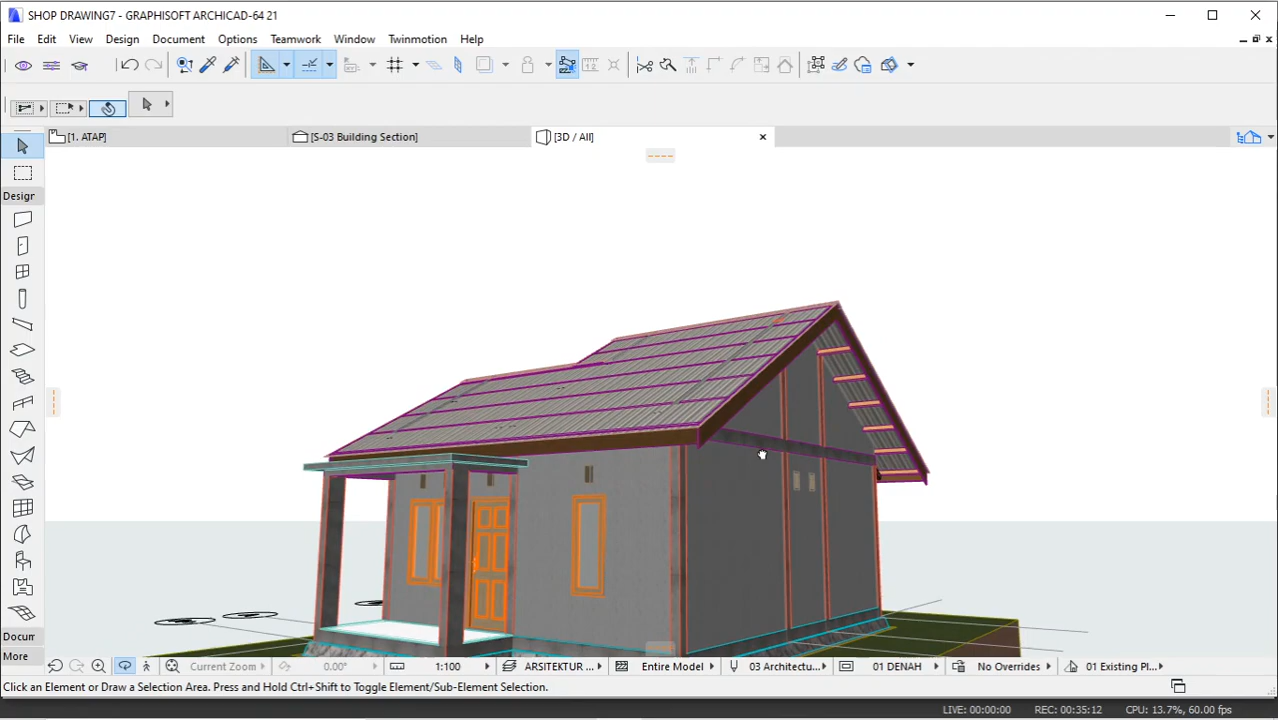 SHOP DRAWING7 - GRAPHISOFT ARCHICAD-64 21
File Edit View Design Document Options Teamwork Window Twinmotion Help
[1. ATAP] [S-03 Building Section] [3D / All]
Design
Docum
More
Current Zoom 0.00° 1:100 ARSITEKTUR ... Entire Model 03 Architectu... 01 DENAH No Overrides 01 Existing Pl...
Click an Element or Draw a Selection Area. Press and Hold Ctrl+Shift to Toggle Element/Sub-Element Selection.
LIVE: 00:00:00 REC: 00:35:12 CPU: 13.7%, 60.00 fps